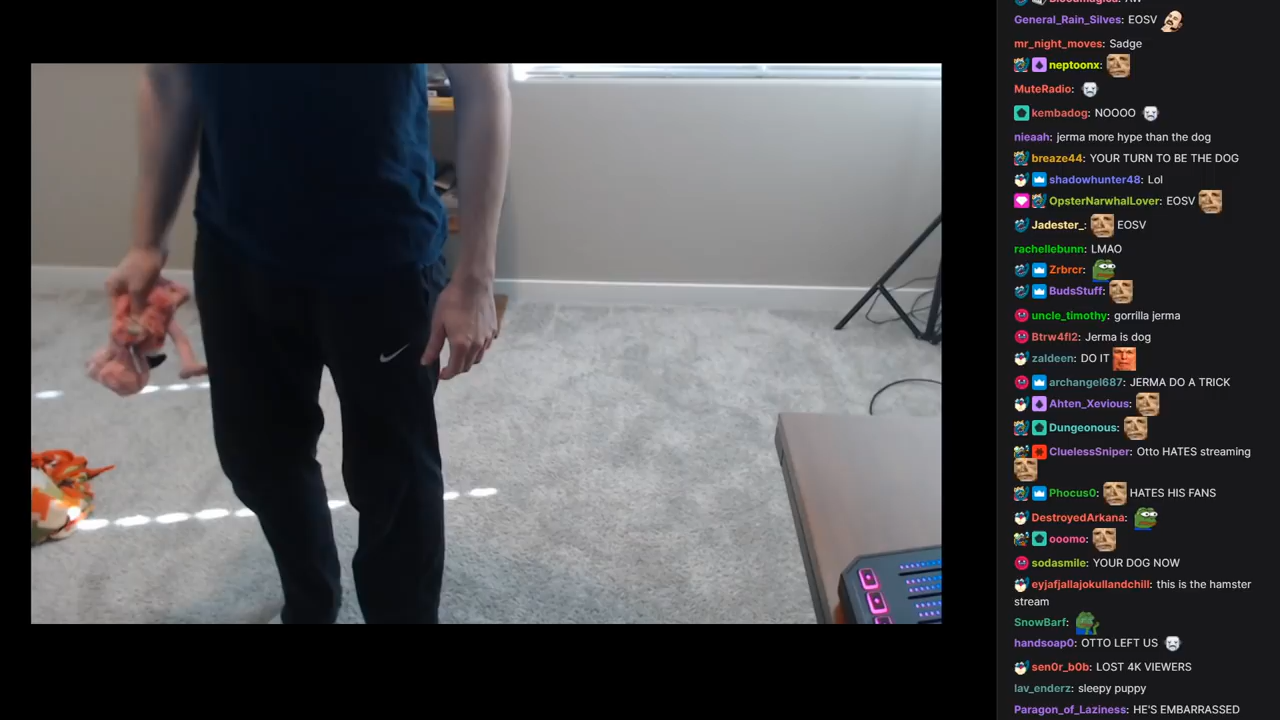 General_Rain_Silves: EOSV
mr_night_moves: Sadge
neptoonx:
MuteRadio:
kembadog: NOOOO
nieaah: jerma more hype than the dog
breaze44: YOUR TURN TO BE THE DOG
shadowhunter48: Lol
OpsterNarwhalLover: EOSV
Jadester_: EOSV
rachellebunn: LMAO
Zrbrcr:
BudsStuff:
uncle_timothy: gorrilla jerma
Btrw4fl2: Jerma is dog
zaldeen: DO IT
archangel687: JERMA DO A TRICK
Ahten_Xevious:
Dungeonous:
CluelessSniper: Otto HATES streaming
Phocus0: HATES HIS FANS
DestroyedArkana:
ooomo:
sodasmile: YOUR DOG NOW
eyjafjallajokullandchill: this is the hamster
stream
SnowBarf:
handsoap0: OTTO LEFT US
sen0r_b0b: LOST 4K VIEWERS
lav_enderz: sleepy puppy
Paragon_of_Laziness: HE'S EMBARRASSED